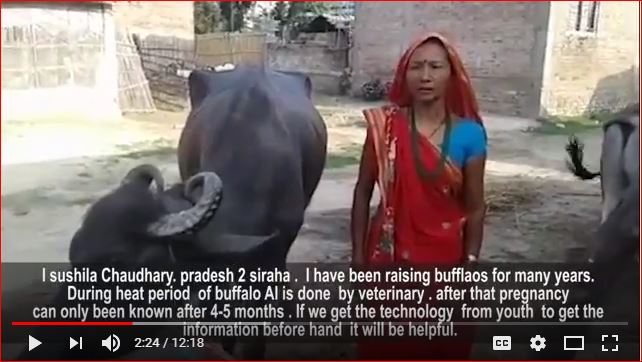 I sushila Chaudhary. pradesh 2 siraha . I have been raising bufflaos for many years.
During heat period of buffalo AI is done by veterinary . after that pregnancy
can only been known after 4-5 months . If we get the technology from youth to get the
information before hand it will be helpful.
2:24 / 12:18
CC